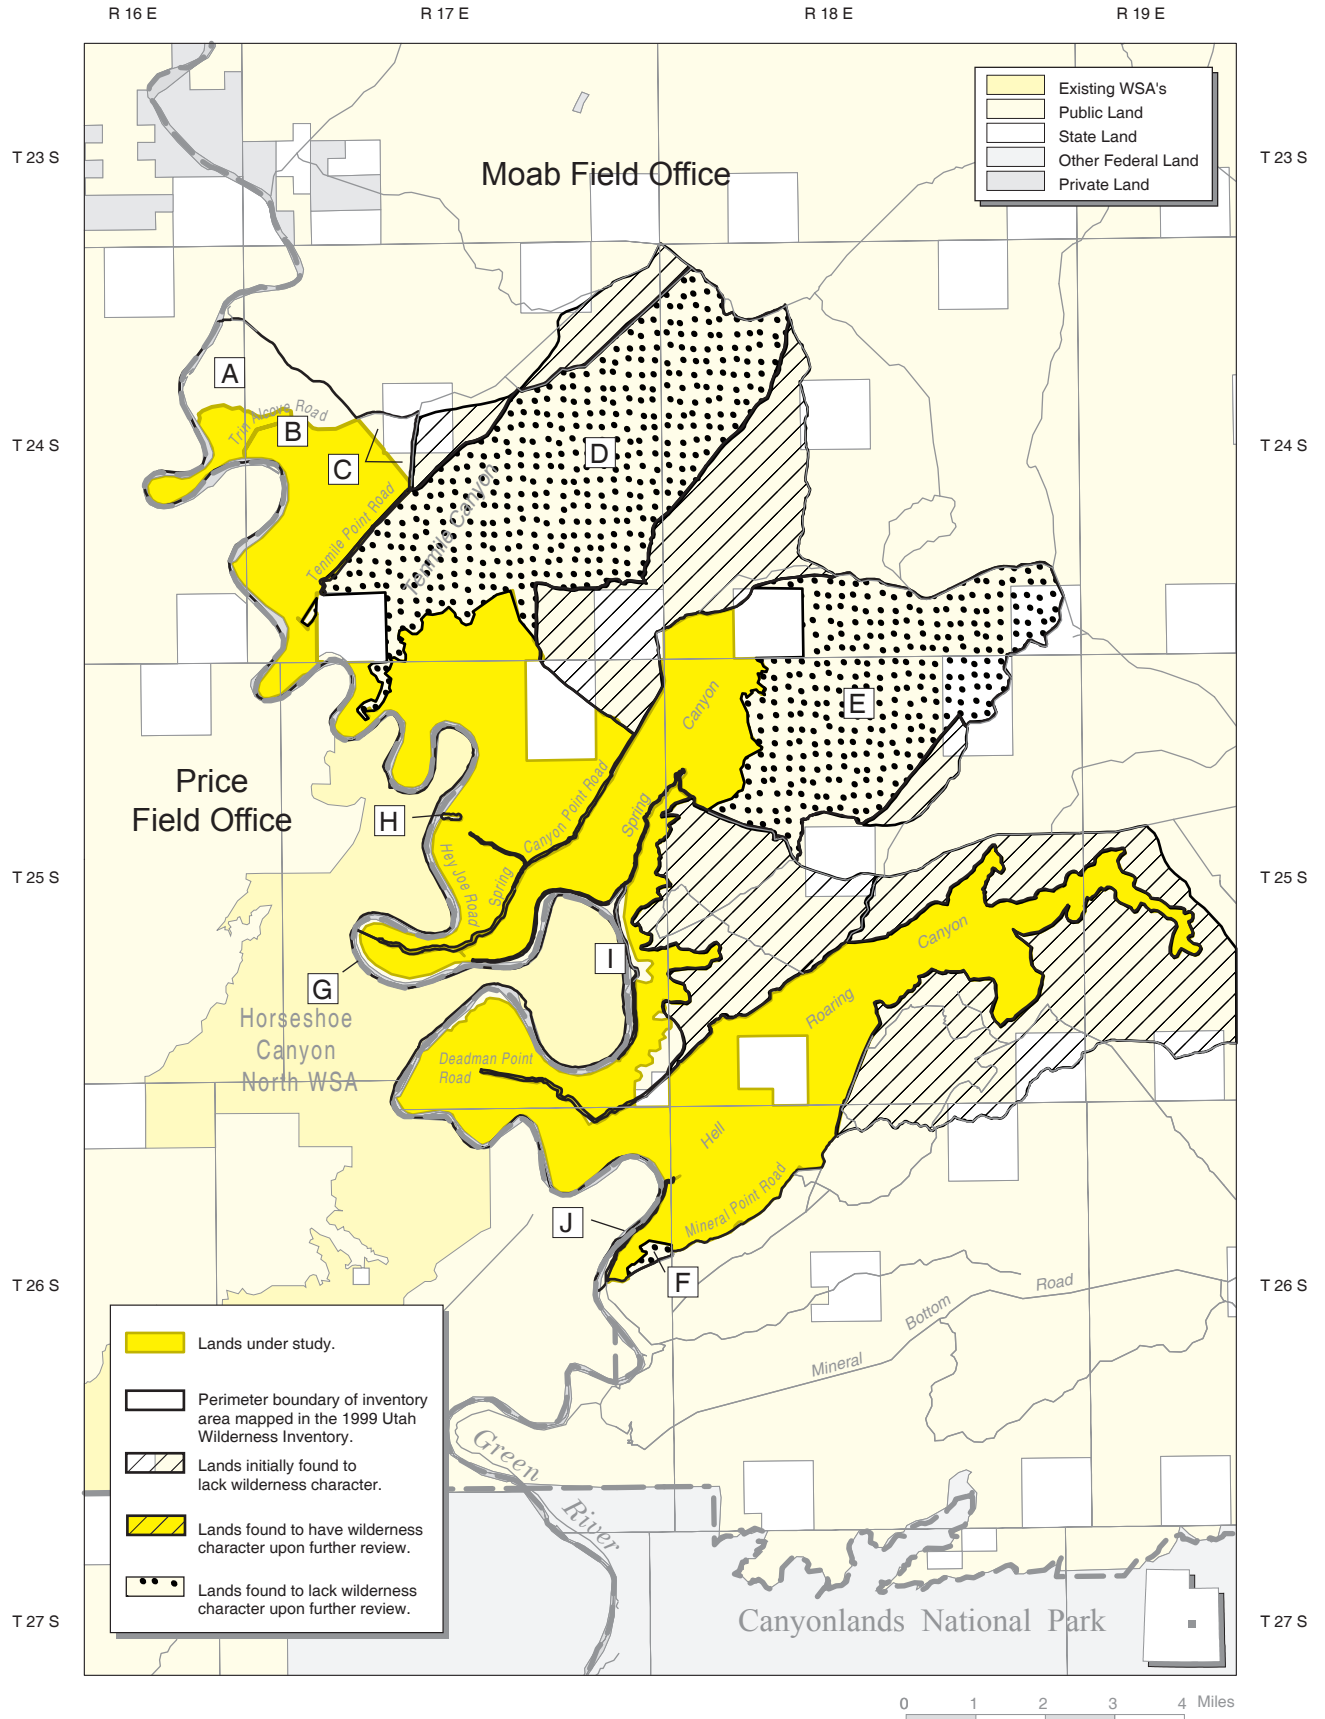 R 16 E
R 17 E
R 18 E
R 19 E
Existing WSA's
Public Land
State Land
Other Federal Land
Private Land
T 23 S
T 23 S
Moab Field Office
A
Trin Alcove Road
B
C
D
T 24 S
T 24 S
Tenmile Point Road
Tenmile Canyon
Canyon
E
Price
Field Office
H
Canyon Point Road
Spring
Hey Joe Road
Spring
T 25 S
T 25 S
Canyon
I
G
Roaring
Horseshoe
Canyon
North WSA
Deadman Point
Road
Hell
Mineral Point Road
J
F
T 26 S
T 26 S
Road
Bottom
Mineral
Lands under study.
Perimeter boundary of inventory
area mapped in the 1999 Utah
Wilderness Inventory.
Lands initially found to
lack wilderness character.
Lands found to have wilderness
character upon further review.
Lands found to lack wilderness
character upon further review.
Green
River
Canyonlands National Park
T 27 S
T 27 S
0 1 2 3 4 Miles